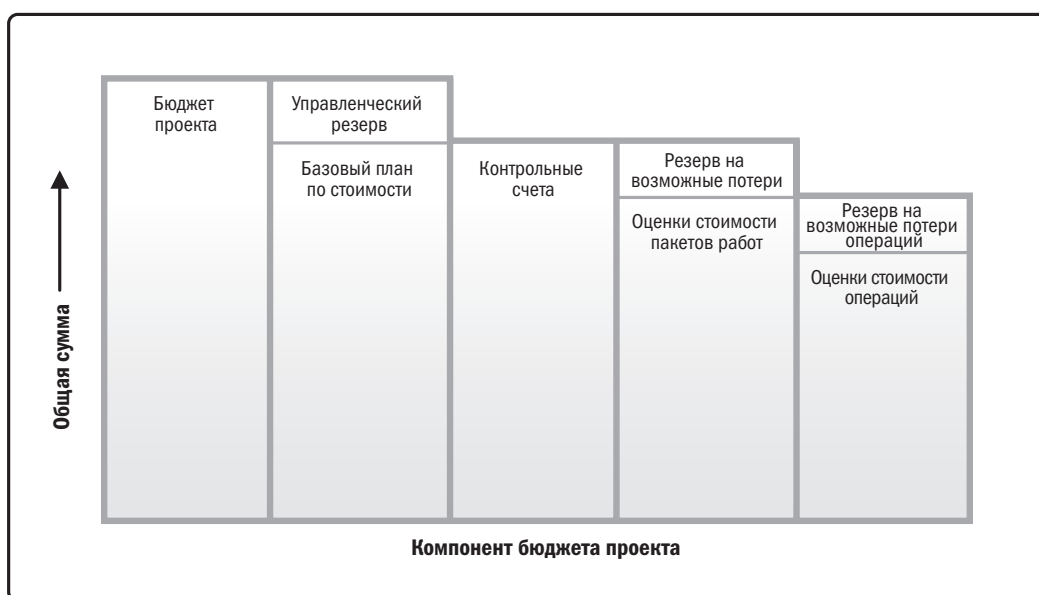 Бюджет
проекта
Управленческий
резерв
Базовый план
по стоимости
Контрольные
счета
Резерв на
возможные потери
Оценки стоимости
пакетов работ
Резерв на
возможные потери
операций
Оценки стоимости
операций
Общая сумма
Компонент бюджета проекта